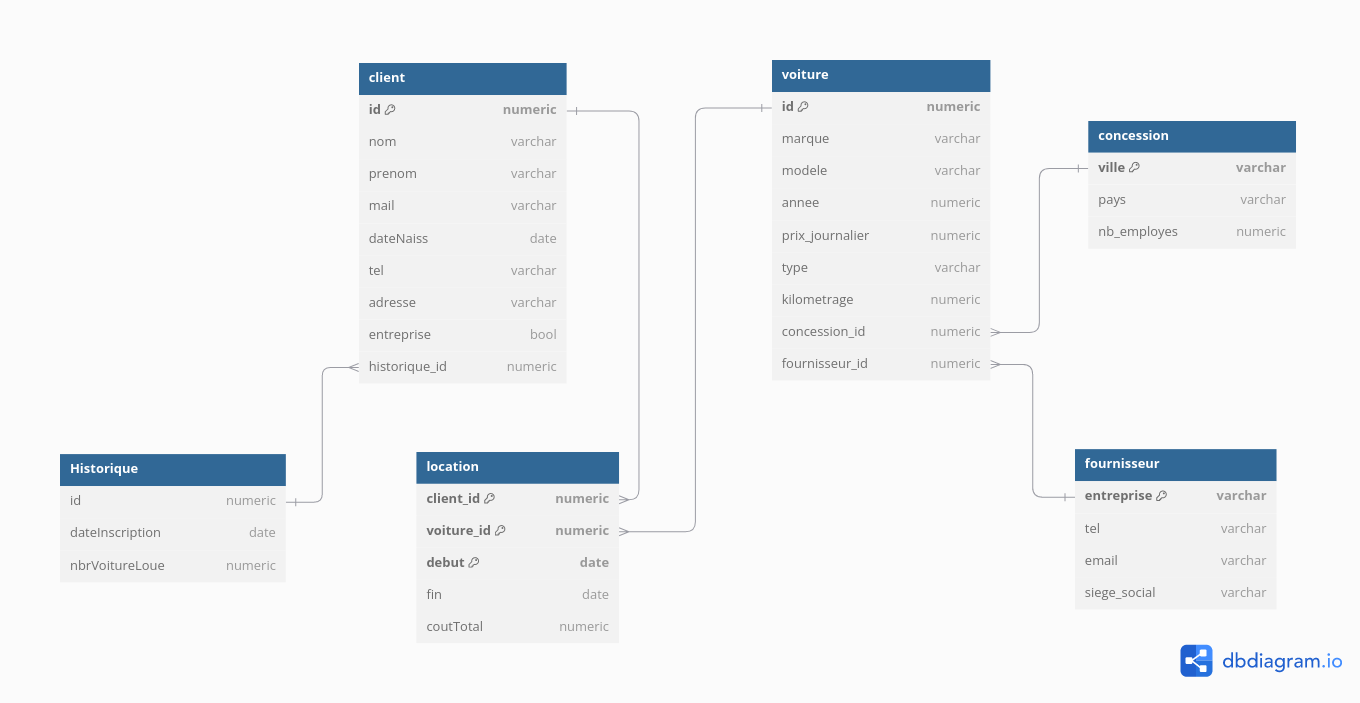 client
id numeric
nom varchar
prenom varchar
mail varchar
dateNaiss date
tel varchar
adresse varchar
entreprise bool
historique_id numeric
voiture
id numeric
marque varchar
modele varchar
annee numeric
prix_journalier numeric
type varchar
kilometrage numeric
concession_id numeric
fournisseur_id numeric
concession
ville varchar
pays varchar
nb_employes numeric
Historique
id numeric
dateInscription date
nbrVoitureLoue numeric
location
client_id numeric
voiture_id numeric
debut date
fin date
coutTotal numeric
fournisseur
entreprise varchar
tel varchar
email varchar
siege_social varchar
dbdiagram.io